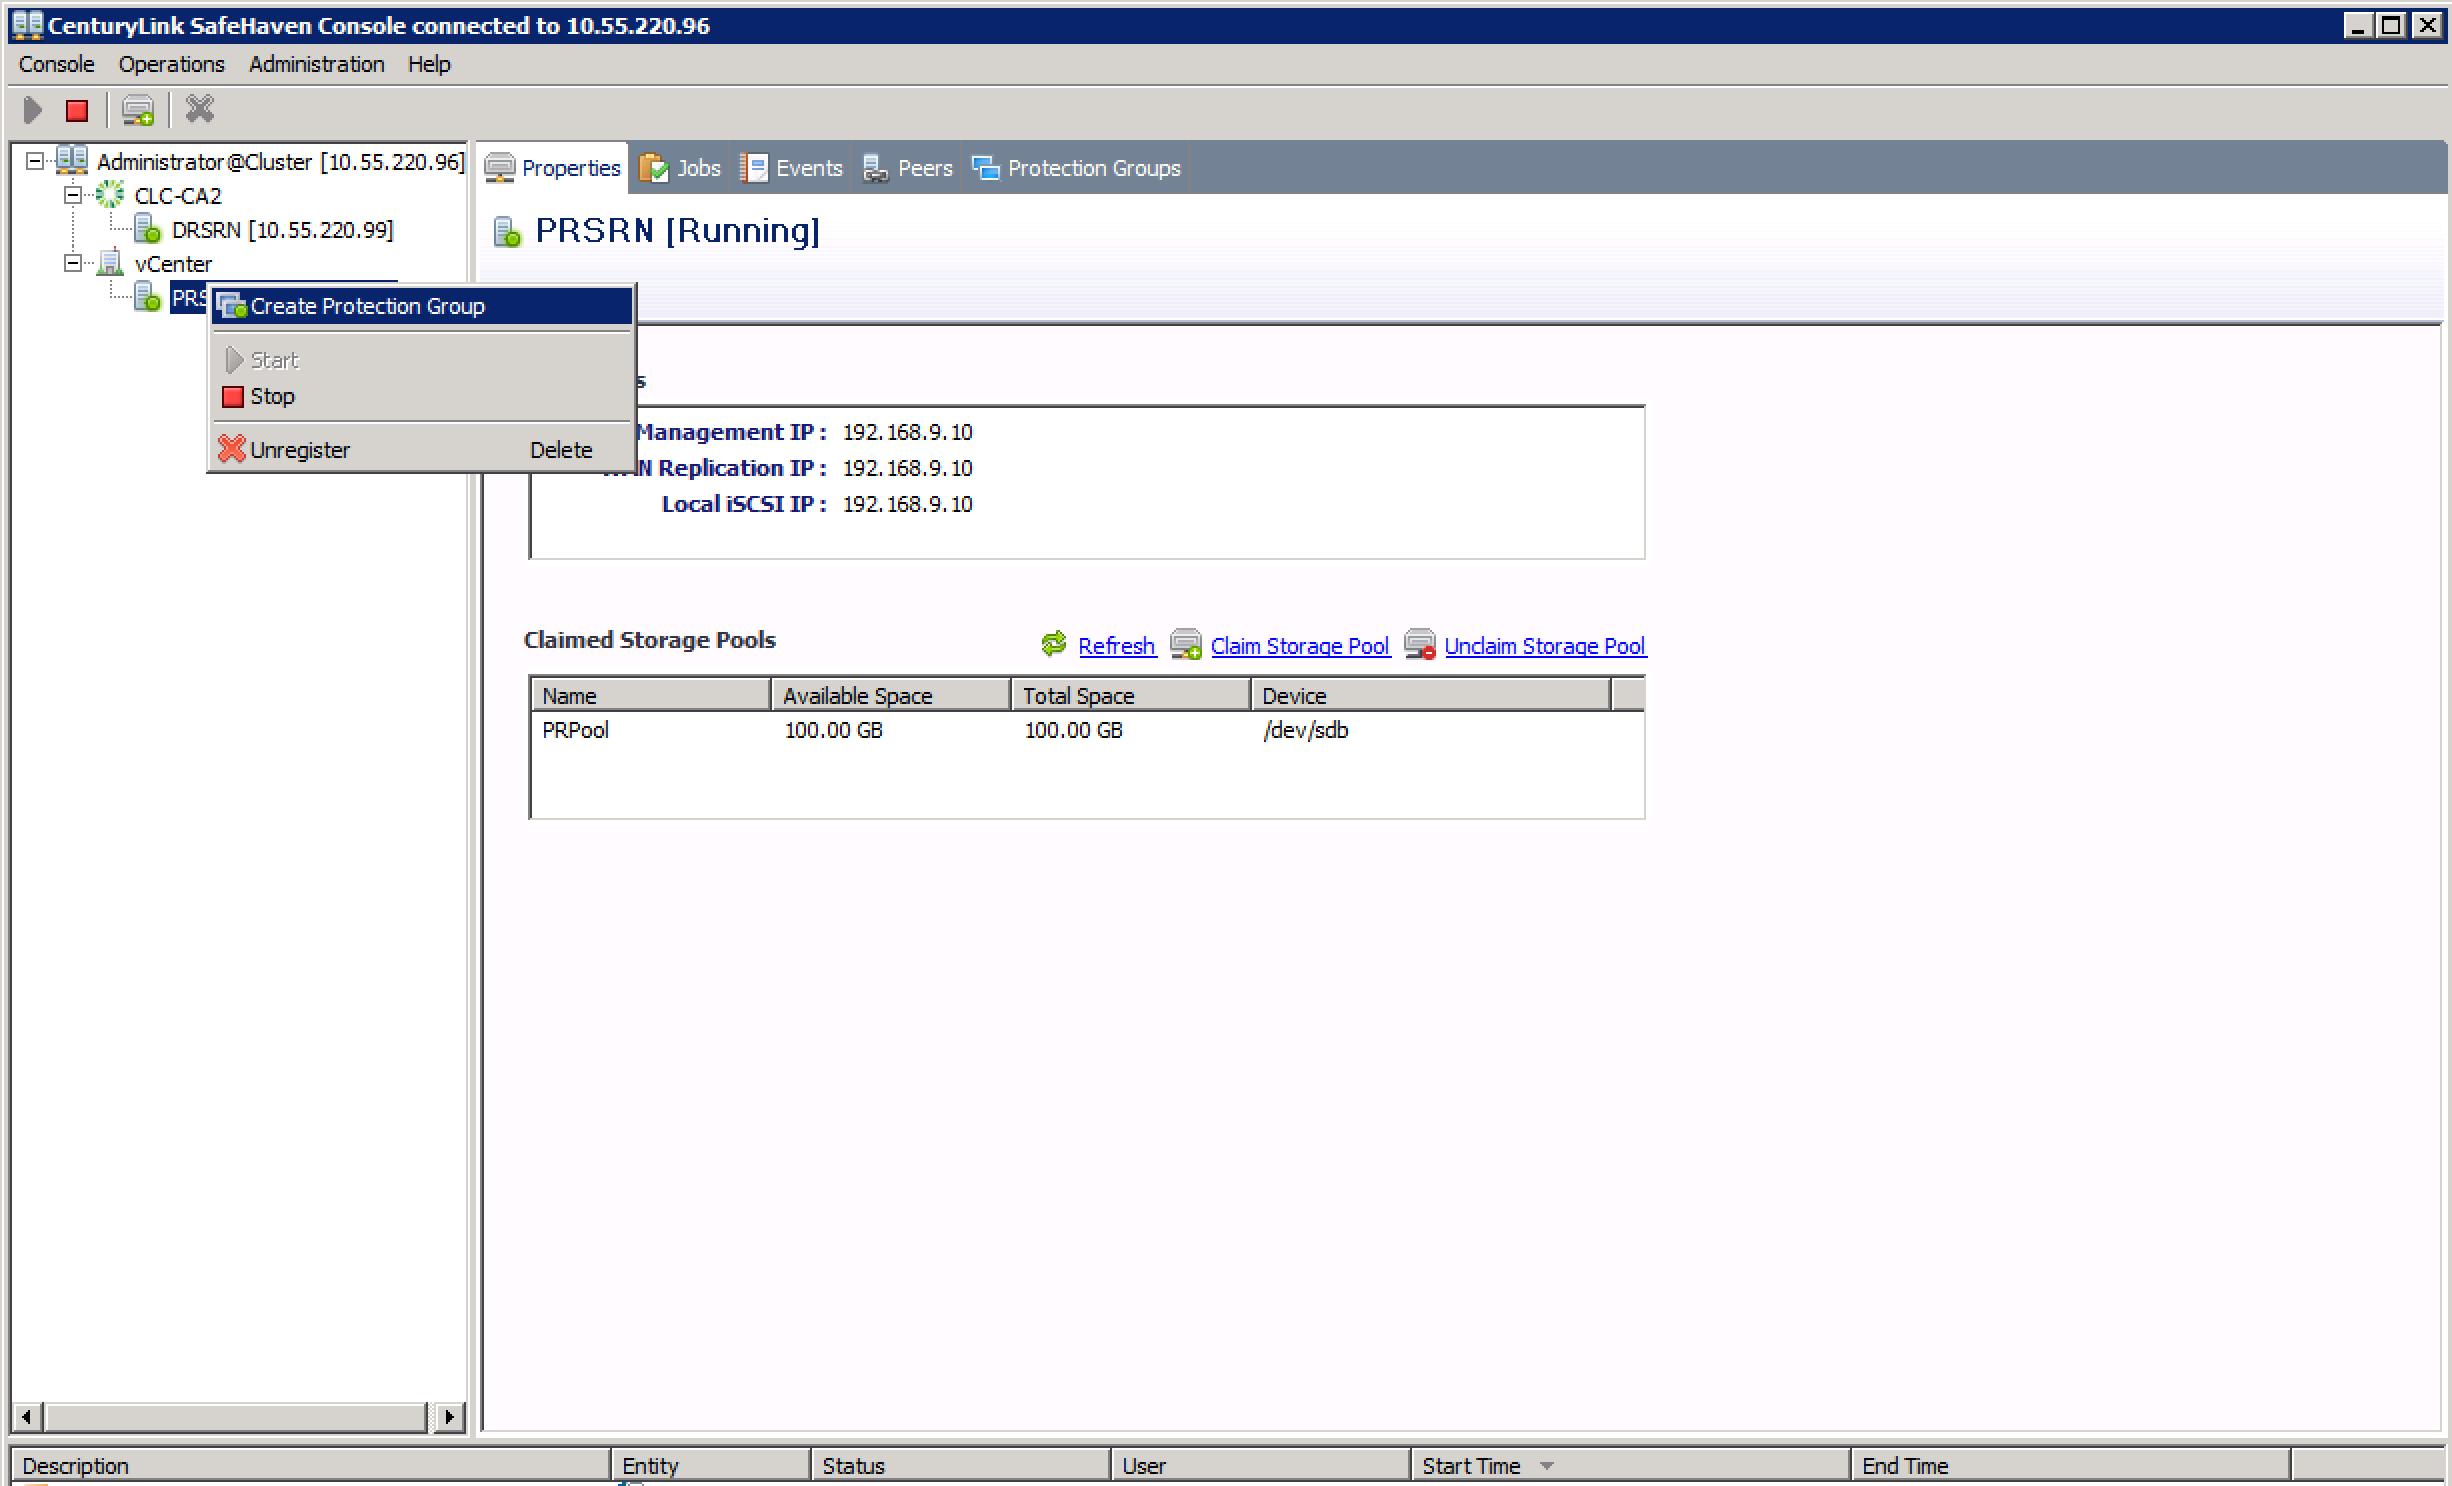 CenturyLink SafeHaven Console connected to 10.55.220.96
Console Operations Administration Help
Administrator@Cluster [10.55.220.96]
CLC-CA2
DRSRN [10.55.220.99]
vCenter
PRS
Create Protection Group
Start
Stop
Unregister Delete
Properties Jobs Events Peers Protection Groups
PRSRN [Running]
s
Management IP : 192.168.9.10
Replication IP : 192.168.9.10
Local iSCSI IP : 192.168.9.10
Claimed Storage Pools Refresh Claim Storage Pool Unclaim Storage Pool
Name Available Space Total Space Device
PRPool 100.00 GB 100.00 GB /dev/sdb
Description Entity Status User Start Time End Time